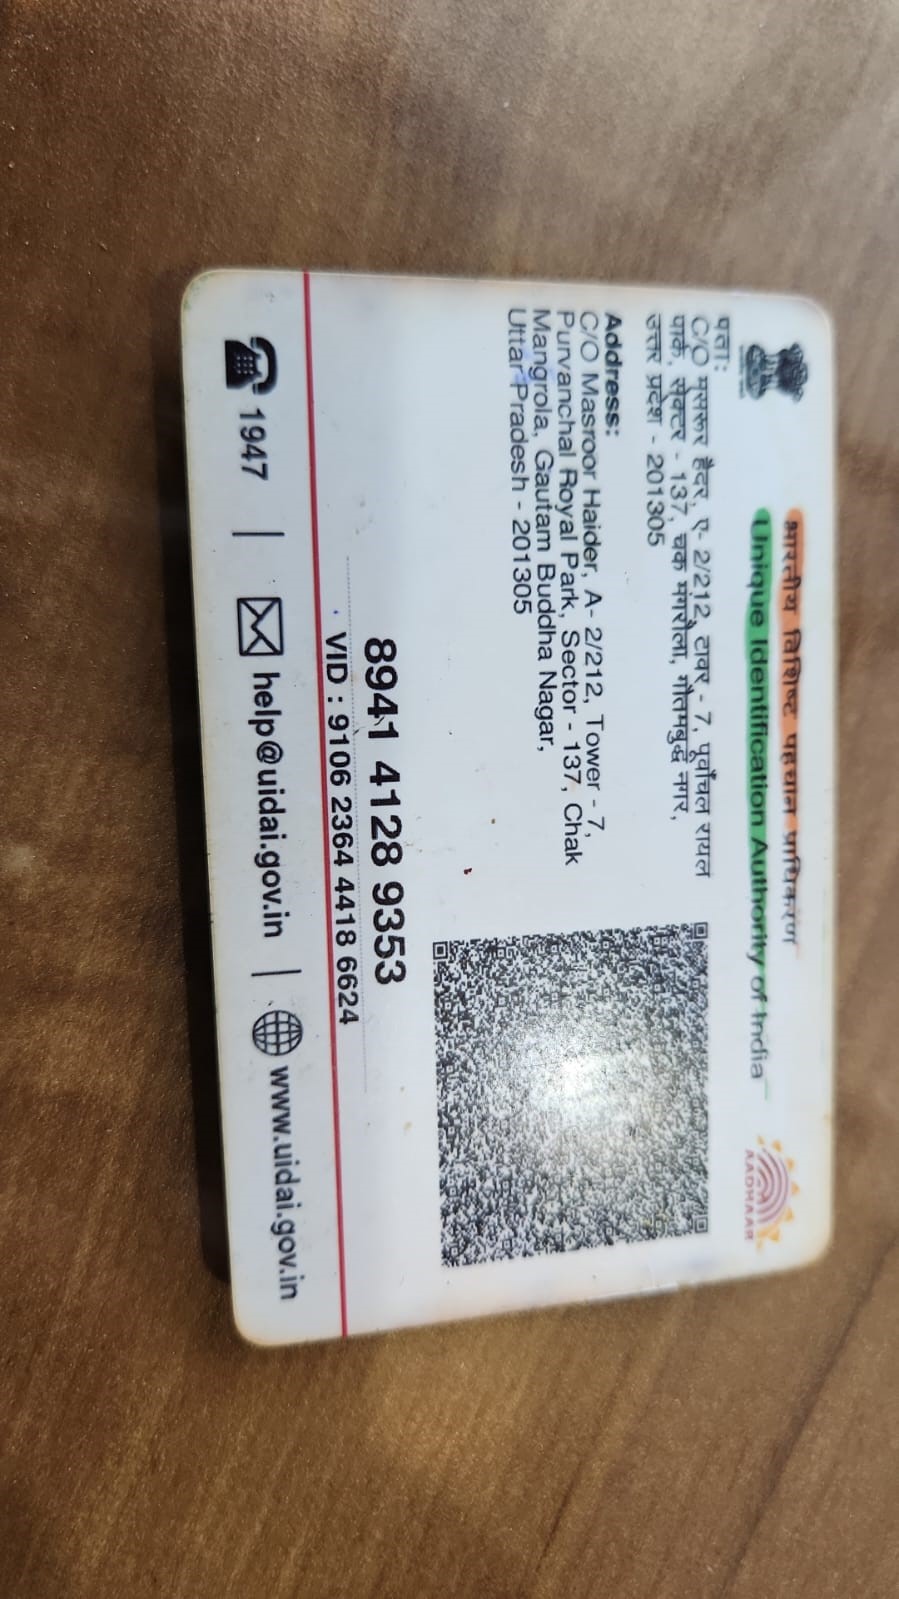 भारतीय विशिष्ट पहचान प्राधिकरण
Unique Identification Authority of India
AADHAAR
पता:
C/O मसरूर हैदर, ए- 2/212, टावर - 7, पूर्वांचल रायल
पार्क, सेक्टर - 137, चक मंगरौला, गौतमबुद्ध नगर,
उत्तर प्रदेश - 201305
Address:
C/O Masroor Haider, A- 2/212, Tower - 7,
Purvanchal Royal Park, Sector - 137, Chak
Mangrola, Gautam Buddha Nagar,
Uttar Pradesh - 201305
8941 4128 9353
VID : 9106 2364 4418 6624
1947 | help@uidai.gov.in | www.uidai.gov.in